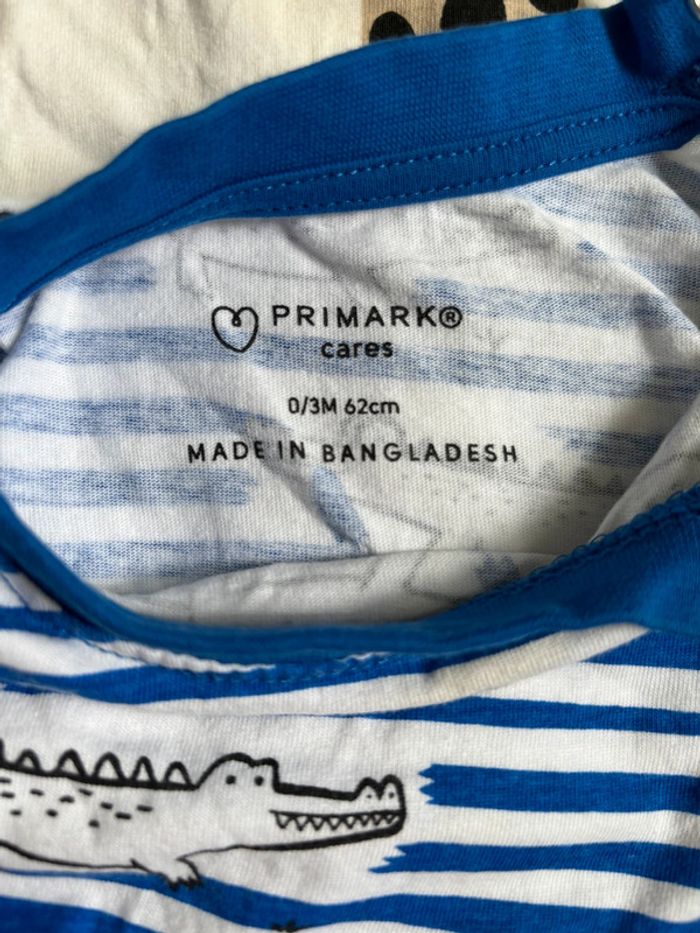 PRIMARK®
cares
0/3M 62cm
MADE IN BANGLADESH